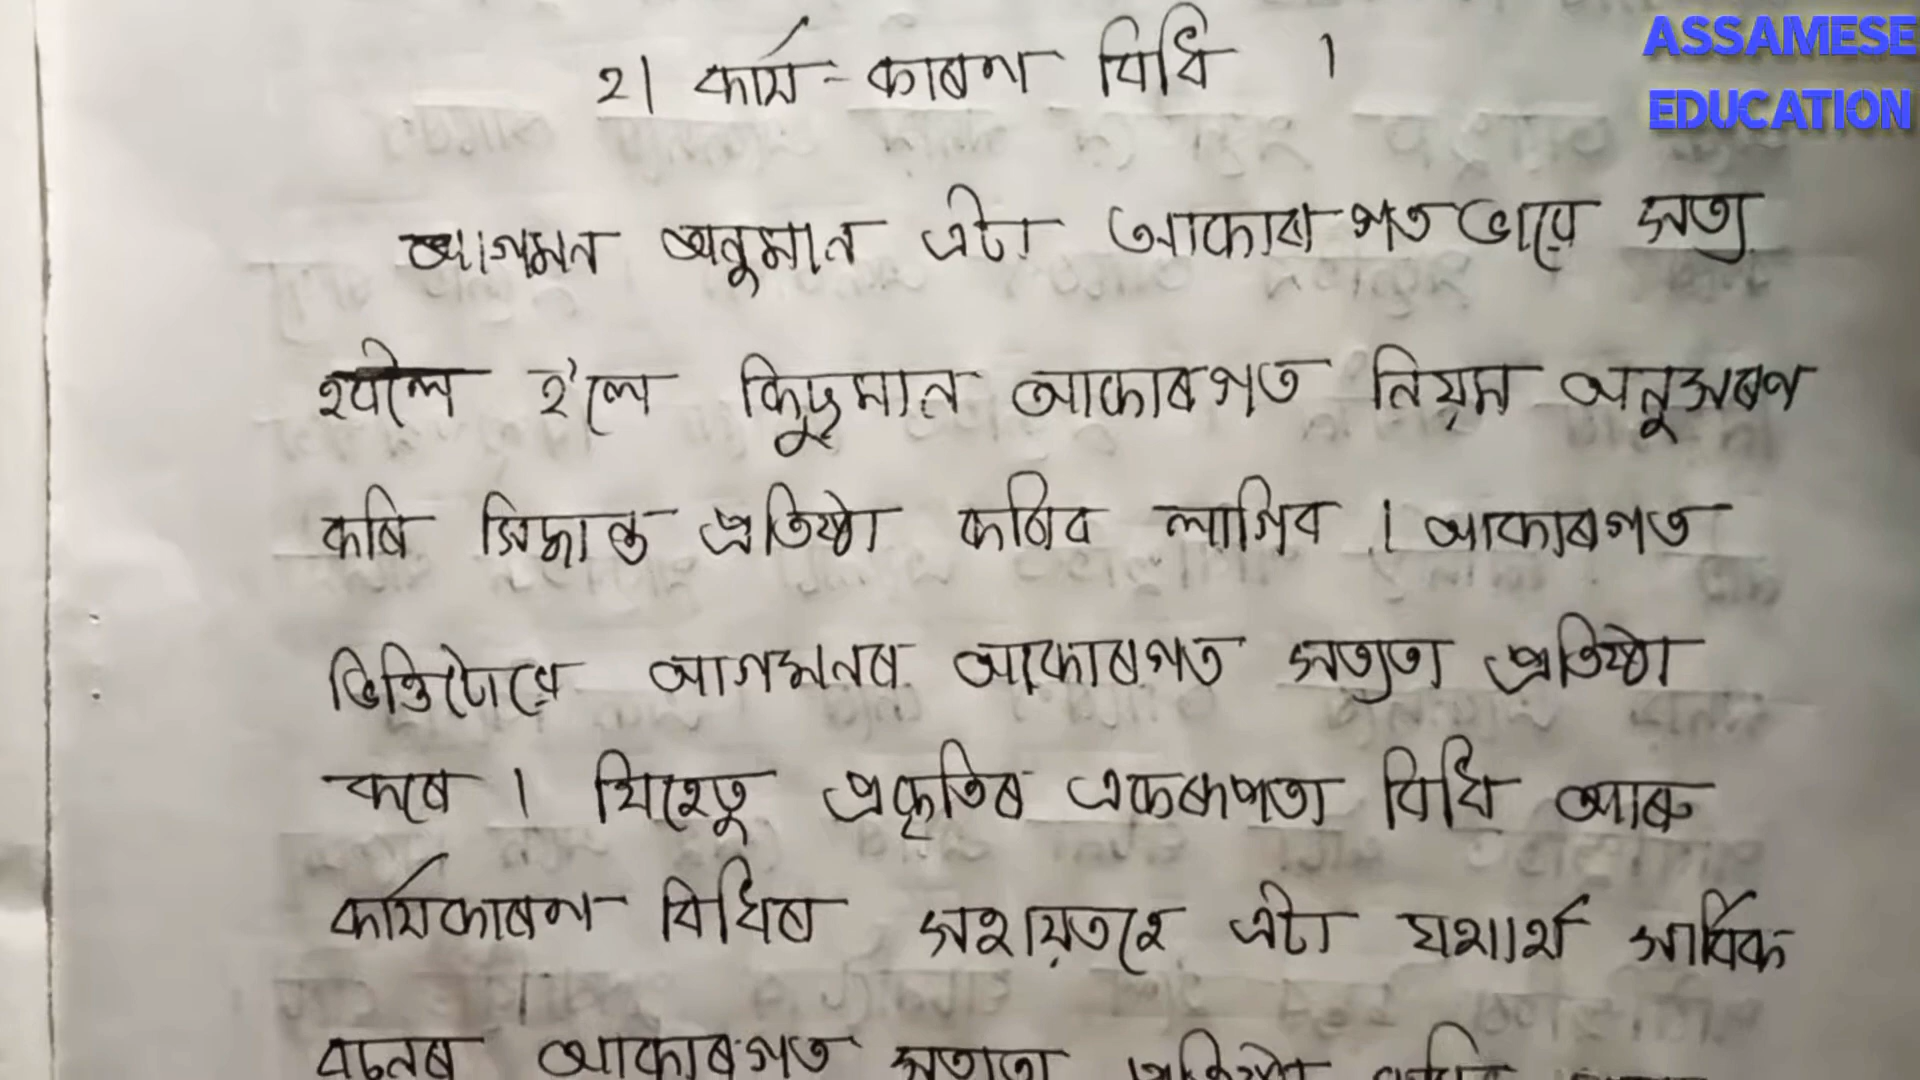 ASSAMESE
EDUCATION
২। কাৰ্য - কাৰণ বিধি ।
আগমন অনুমান এটা আকাৰগতভাৱে সত্য
হ'লে কিছুমান আকাৰগত নিয়ম অনুসৰণ
কৰি সিদ্ধান্ত প্ৰতিষ্ঠা কৰিব লাগিব । আকাৰগত
ভিত্তিটোৱে আগমনৰ আকাৰগত সত্যতা প্ৰতিষ্ঠা
কৰে । যিহেতু প্ৰকৃতিৰ একৰূপতা বিধি আৰু
কাৰ্যকাৰণ বিধিৰ সহায়তহে এটা যথাৰ্থ সাৰ্বিক
বচনৰ আকাৰগত সত্যতা